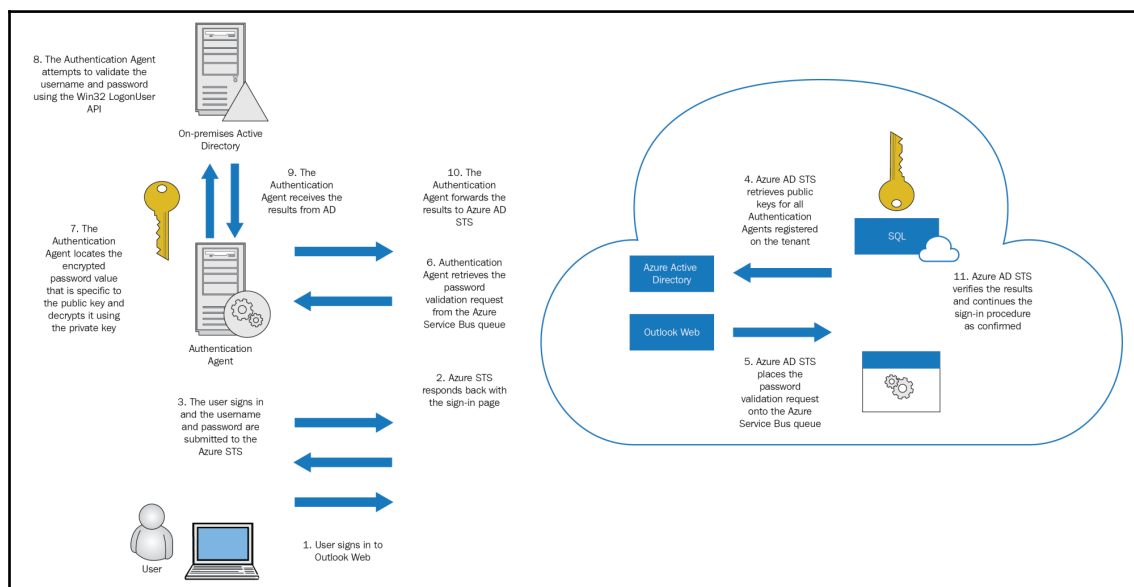 8. The Authentication Agent
attempts to validate the
username and password
using the Win32 LogonUser
API
On-premises Active
Directory
9. The
Authentication
Agent receives the
results from AD
10. The
Authentication
Agent forwards the
results to Azure AD
STS
7. The
Authentication
Agent locates the
encrypted
password value
that is specific to
the public key and
decrypts it using
the private key
6. Authentication
Agent retrieves the
password
validation request
from the Azure
Service Bus queue
Authentication
Agent
4. Azure AD STS
retrieves public
keys for all
Authentication
Agents registered
on the tenant
SQL
Azure Active
Directory
11. Azure AD STS
verifies the results
and continues the
sign-in procedure
as confirmed
Outlook Web
5. Azure AD STS
places the
password
validation request
onto the Azure
Service Bus queue
2. Azure STS
responds back with
the sign-in page
3. The user signs in
and the username
and password are
submitted to the
Azure STS
1. User signs in to
Outlook Web
User